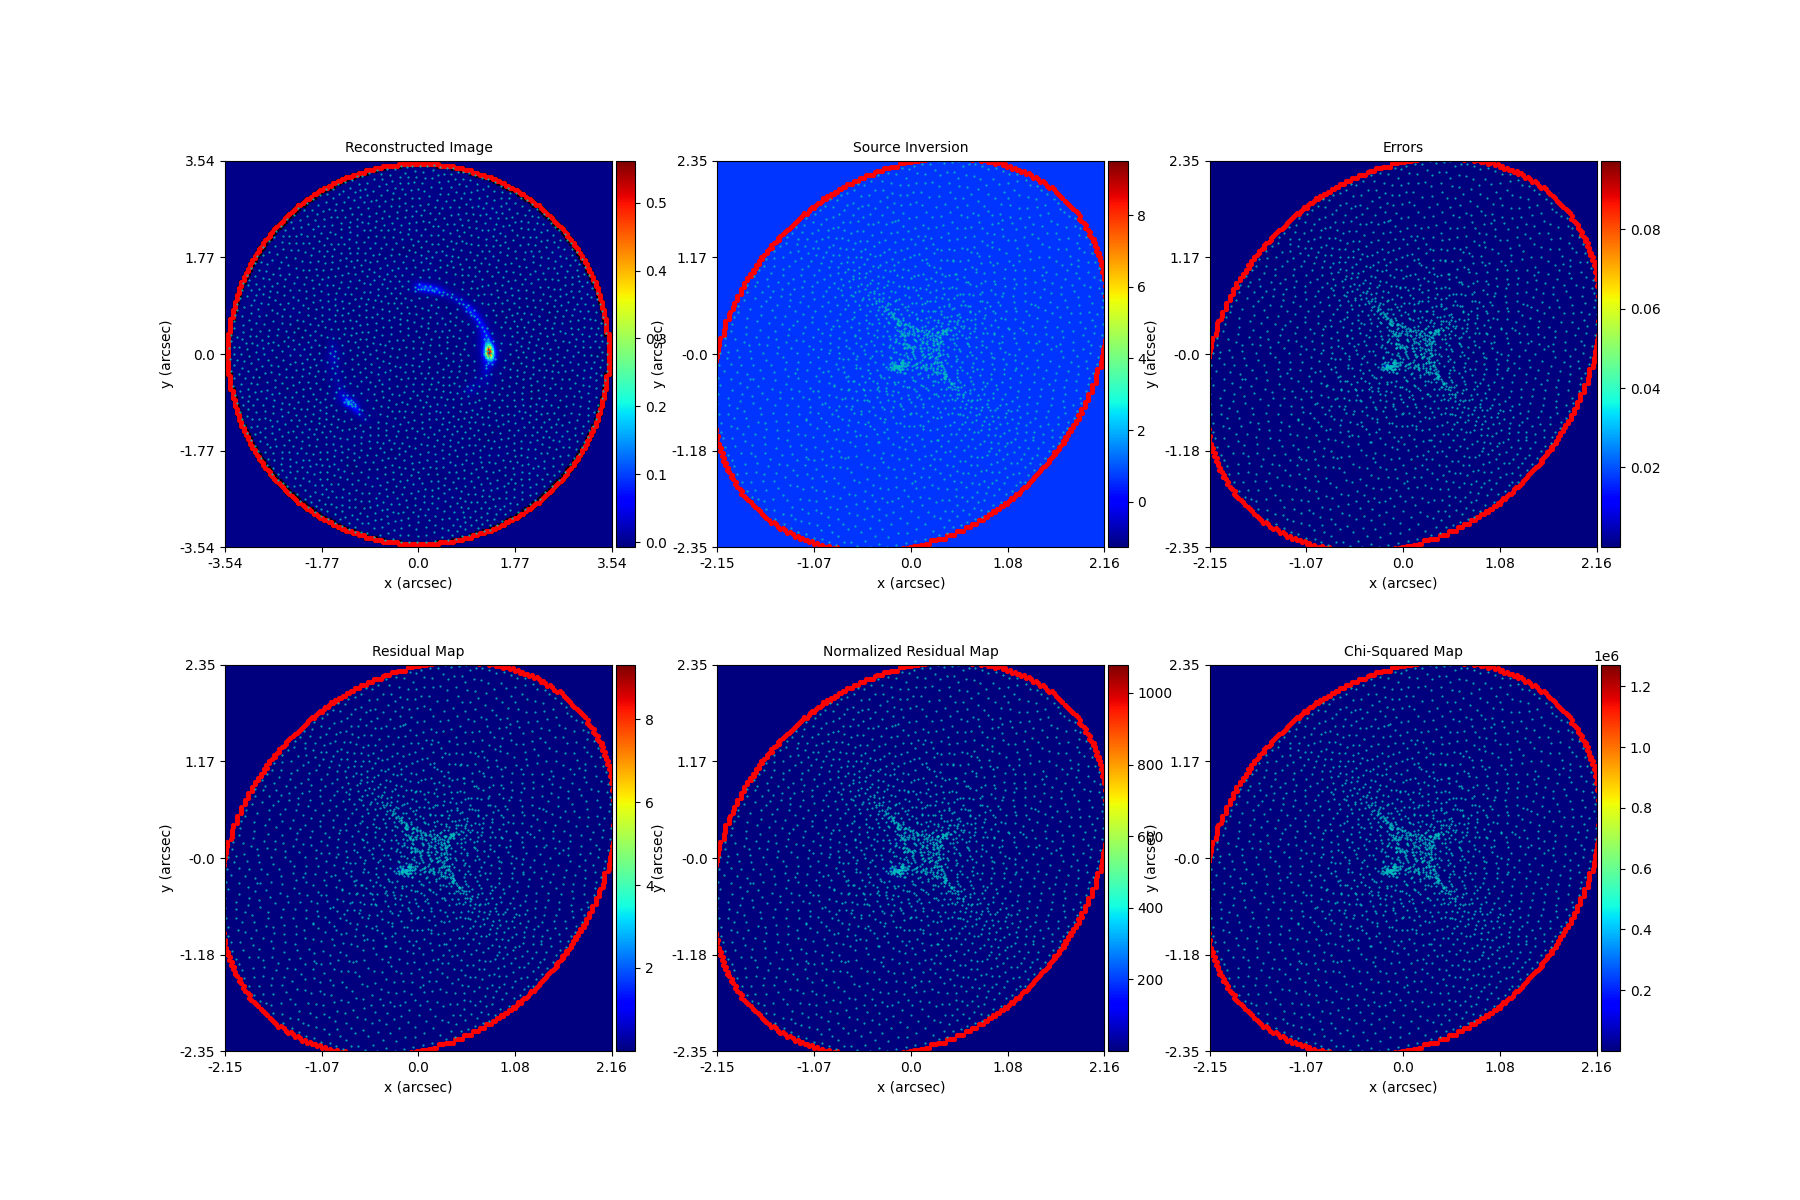 Reconstructed Image
3.54
1.77
0.0
-1.77
-3.54
y (arcsec)
-3.54 -1.77 0.0 1.77 3.54
x (arcsec)
0.5
0.4
0.3
0.2
0.1
0.0
Source Inversion
2.35
1.17
-0.0
-1.18
-2.35
y (arcsec)
-2.15 -1.07 0.0 1.08 2.16
x (arcsec)
8
6
4
2
0
Errors
2.35
1.17
-0.0
-1.18
-2.35
y (arcsec)
-2.15 -1.07 0.0 1.08 2.16
x (arcsec)
0.08
0.06
0.04
0.02
Residual Map
2.35
1.17
-0.0
-1.18
-2.35
y (arcsec)
-2.15 -1.07 0.0 1.08 2.16
x (arcsec)
8
6
4
2
Normalized Residual Map
2.35
1.17
-0.0
-1.18
-2.35
y (arcsec)
-2.15 -1.07 0.0 1.08 2.16
x (arcsec)
1000
800
600
400
200
Chi-Squared Map
1e6
2.35
1.17
-0.0
-1.18
-2.35
y (arcsec)
-2.15 -1.07 0.0 1.08 2.16
x (arcsec)
1.2
1.0
0.8
0.6
0.4
0.2